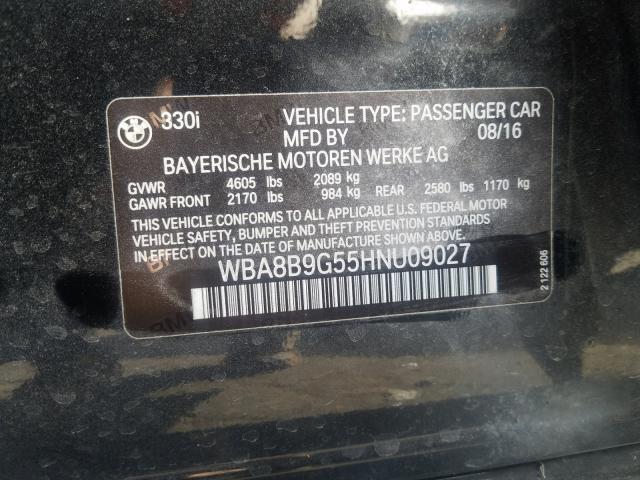 330i VEHICLE TYPE: PASSENGER CAR
MFD BY 08/16
BAYERISCHE MOTOREN WERKE AG
GVWR 4605 lbs 2089 kg
GAWR FRONT 2170 lbs 984 kg REAR 2580 lbs 1170 kg
THIS VEHICLE CONFORMS TO ALL APPLICABLE U.S. FEDERAL MOTOR
VEHICLE SAFETY, BUMPER AND THEFT PREVENTION STANDARDS
IN EFFECT ON THE DATE OF MANUFACTURE SHOWN ABOVE.
WBA8B9G55HNU09027
2 122 606